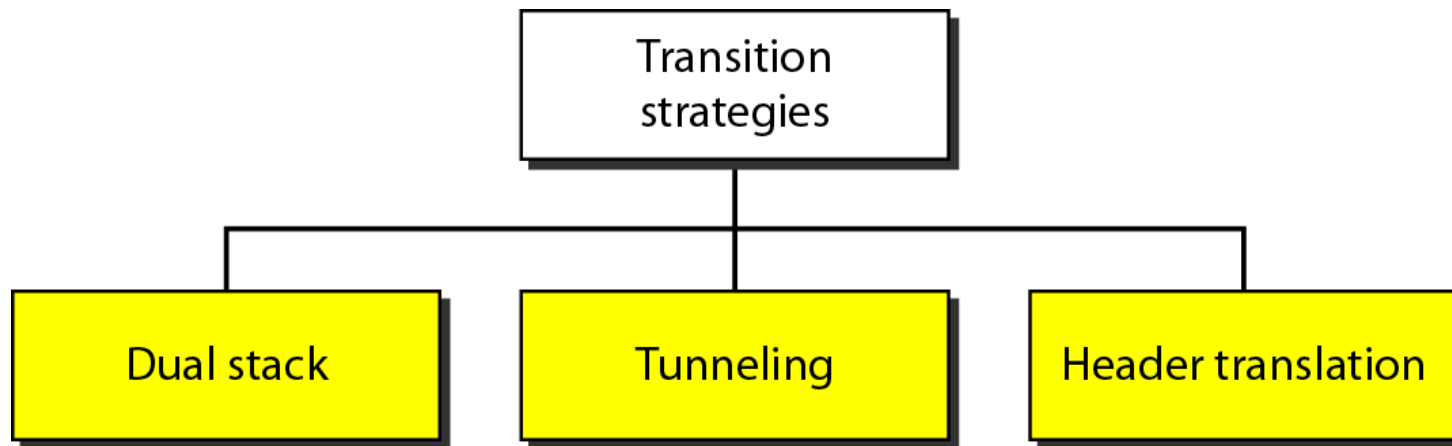 Transition
strategies
Dual stack
Tunneling
Header translation